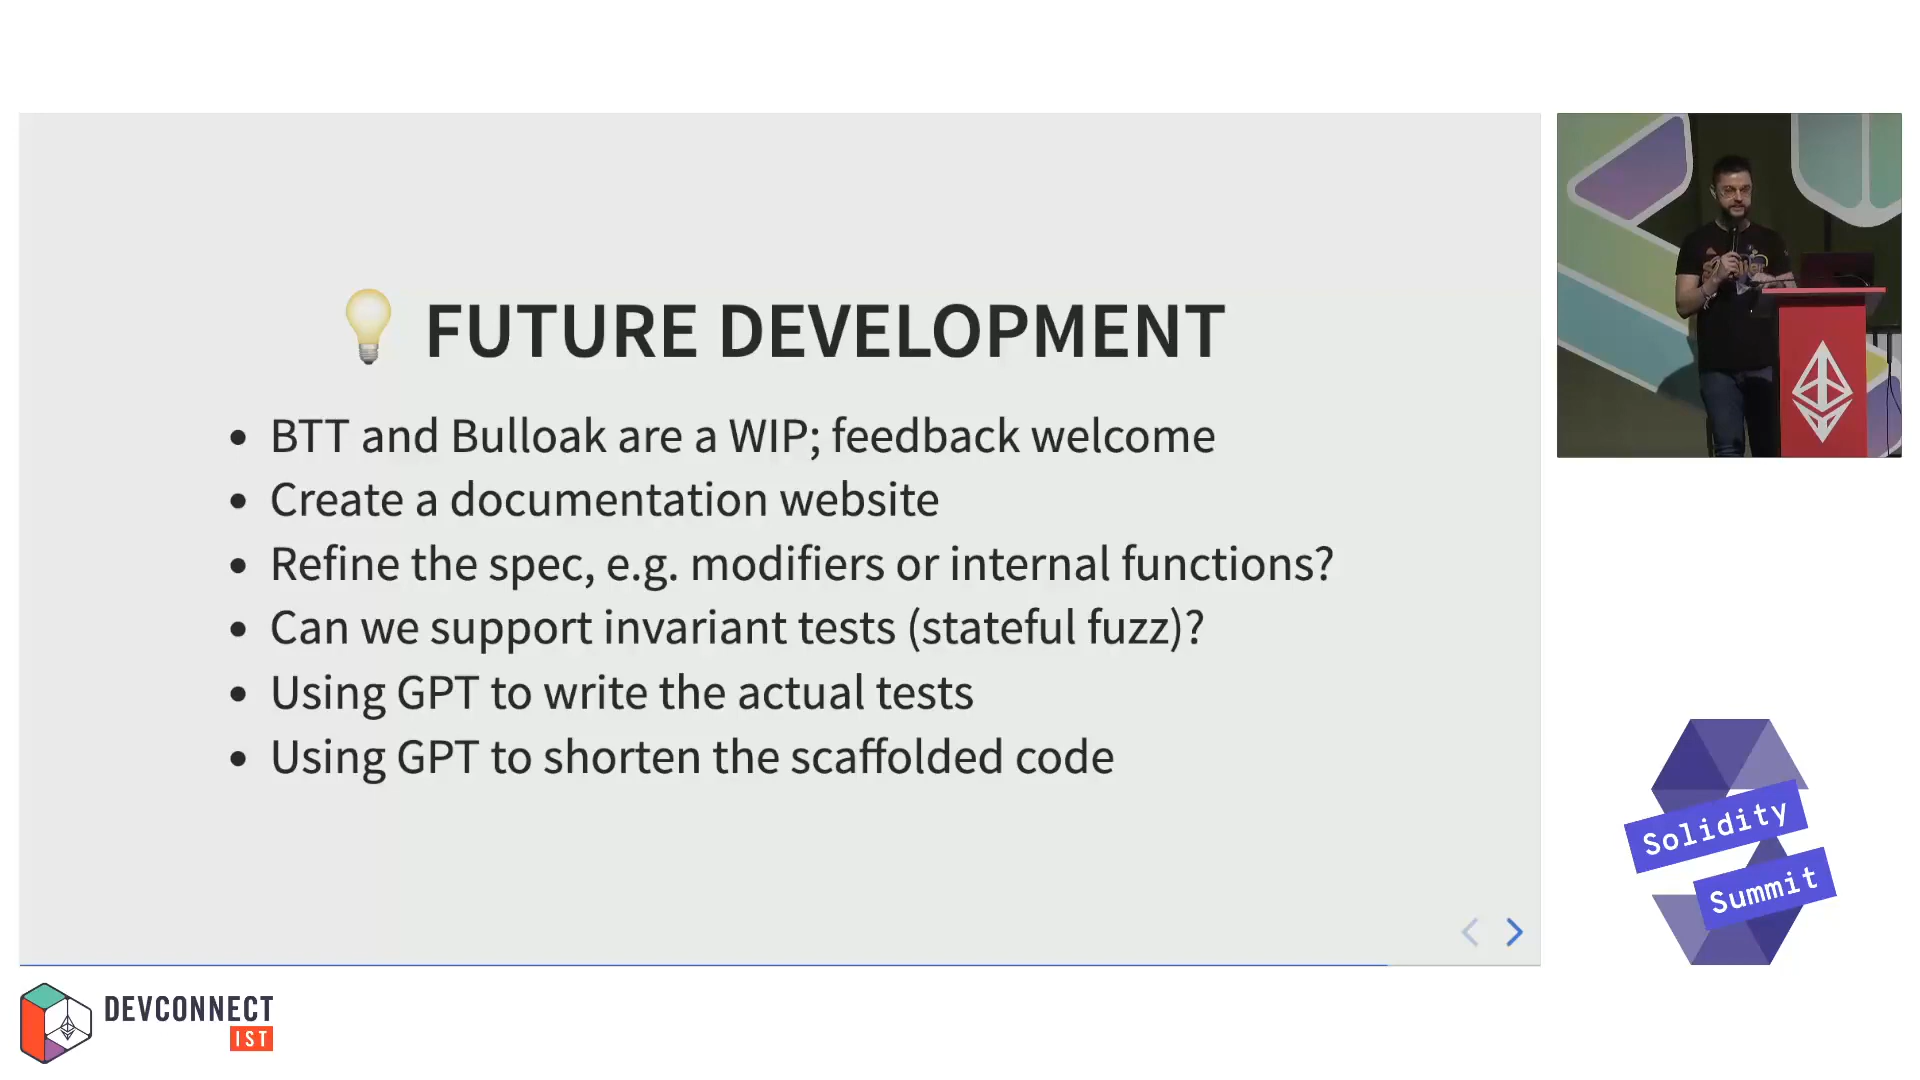 FUTURE DEVELOPMENT
• BTT and Bulloak are a WIP; feedback welcome
• Create a documentation website
• Refine the spec, e.g. modifiers or internal functions?
• Can we support invariant tests (stateful fuzz)?
• Using GPT to write the actual tests
• Using GPT to shorten the scaffolded code
Solidity
Summit
DEVCONNECT
IST